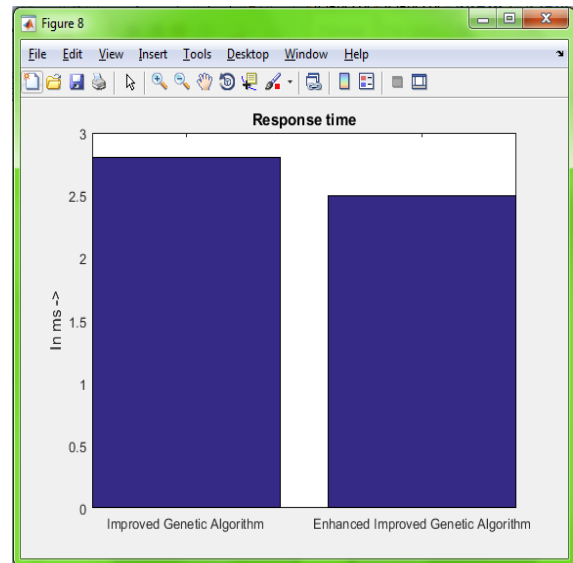 Figure 8
File Edit View Insert Tools Desktop Window Help
Response time
3
2.5
2
1.5
1
0.5
0
In ms ->
Improved Genetic Algorithm Enhanced Improved Genetic Algorithm